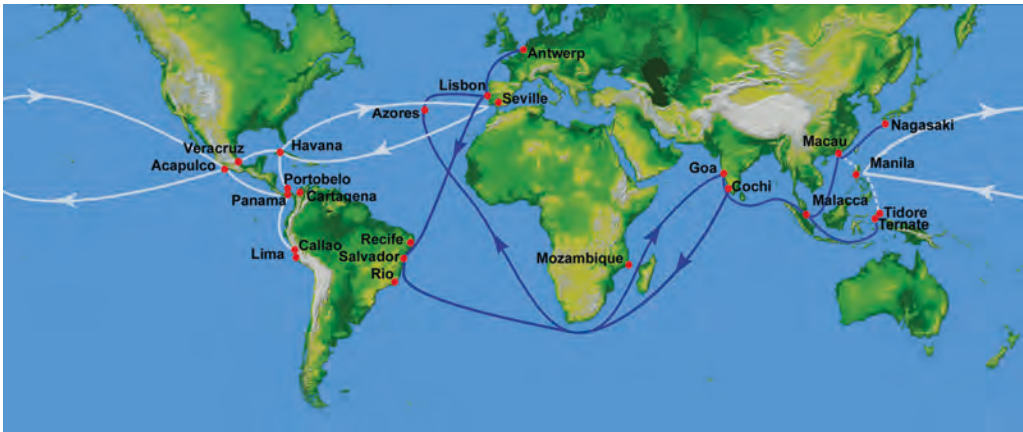 Antwerp
Lisbon
Seville
Azores
Nagasaki
Macau
Havana
Veracruz
Acapulco
Manila
Goa
Cochi
Portobelo
Panama
Cartagena
Malacca
Tidore
Ternate
Recife
Callao
Lima
Salvador
Mozambique
Rio